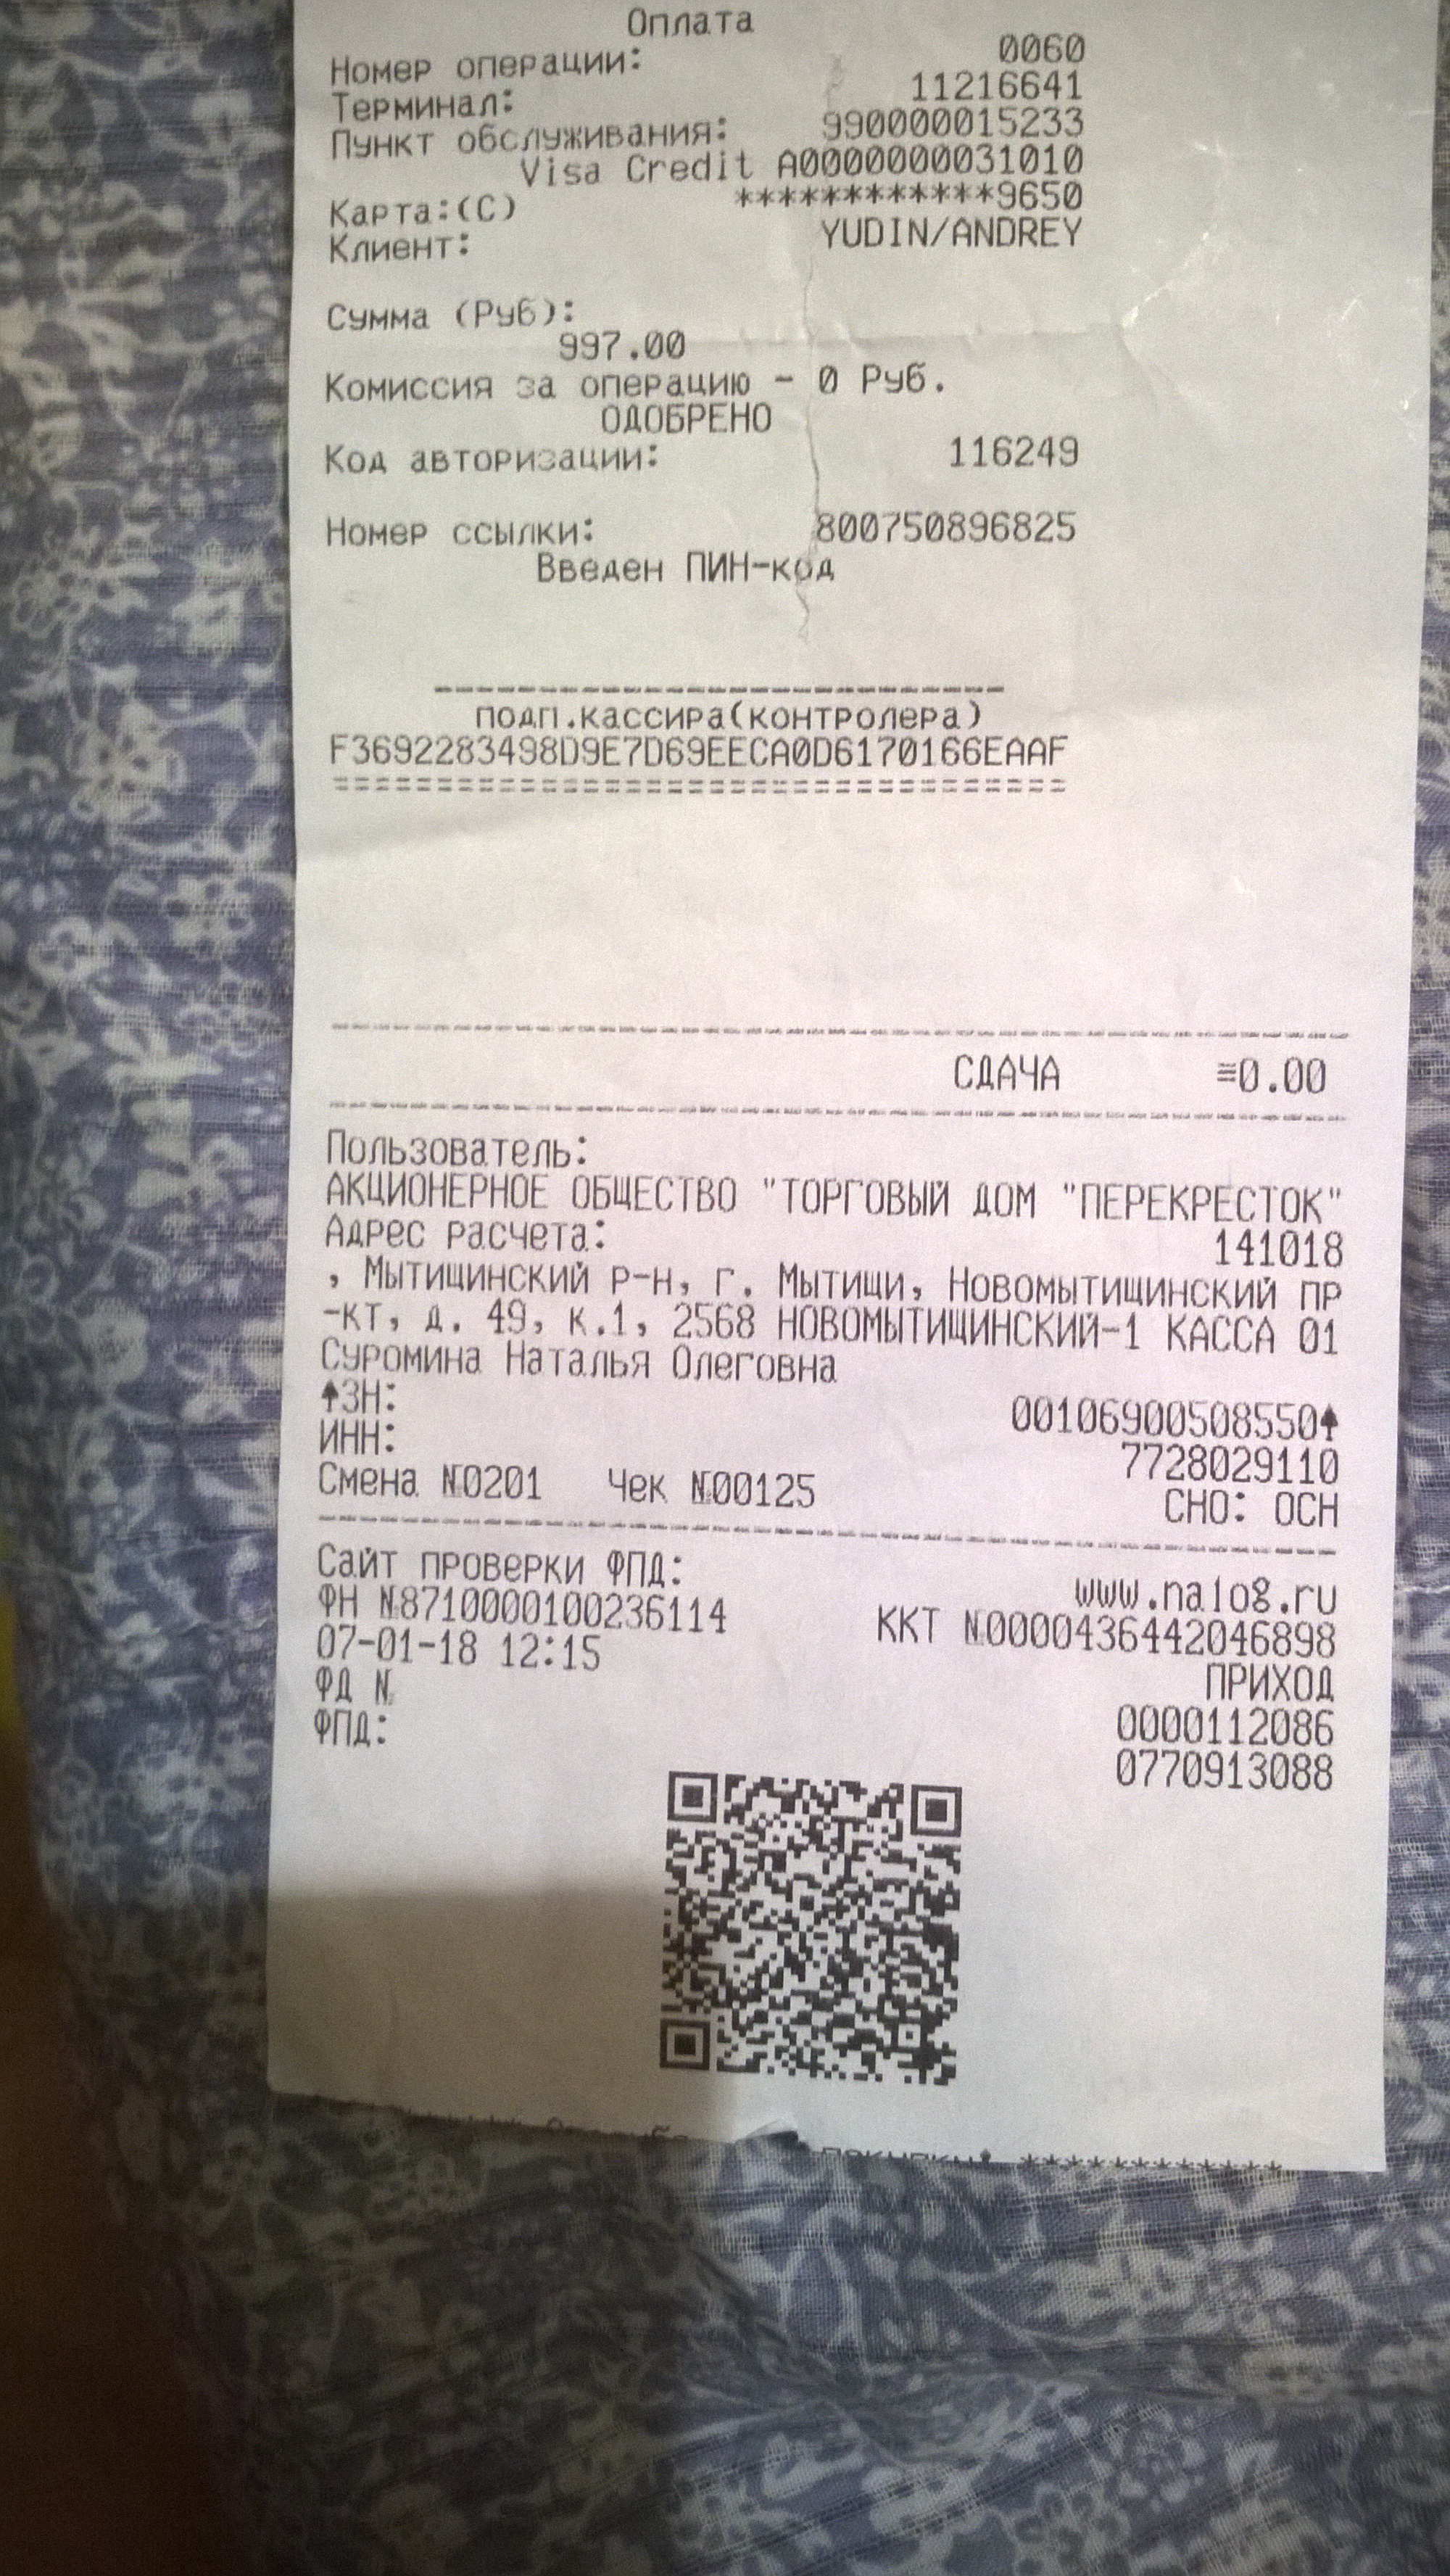 Оплата
Номер операции: 0060
Терминал: 11216641
Пункт обслуживания: 990000015233
Visa Credit A0000000031010
Карта:(C) ************9650
Клиент: YUDIN/ANDREY
Сумма (Руб):
997.00
Комиссия за операцию - 0 Руб.
ОДОБРЕНО
Код авторизации: 116249
Номер ссылки: 800750896825
Введен ПИН-код
подп.кассира(контролера)
F3692283498D9E7D69EECA0D6170166EAAF
===================================
СДАЧА ≡0.00
Пользователь:
АКЦИОНЕРНОЕ ОБЩЕСТВО "ТОРГОВЫЙ ДОМ "ПЕРЕКРЕСТОК"
Адрес расчета: 141018
, Мытищинский р-н, г. Мытищи, Новомытищинский пр
-кт, д. 49, к.1, 2568 НОВОМЫТИЩИНСКИЙ-1 КАССА 01
Суромина Наталья Олеговна
↑ЗН: 00106900508550↑
ИНН: 7728029110
Смена №0201 Чек №00125 СНО: ОСН
Сайт проверки ФПД: www.nalog.ru
ФН №8710000100236114 ККТ №0000436442046898
07-01-18 12:15 ПРИХОД
ФД № 0000112086
ФПД: 0770913088
покупку! ************